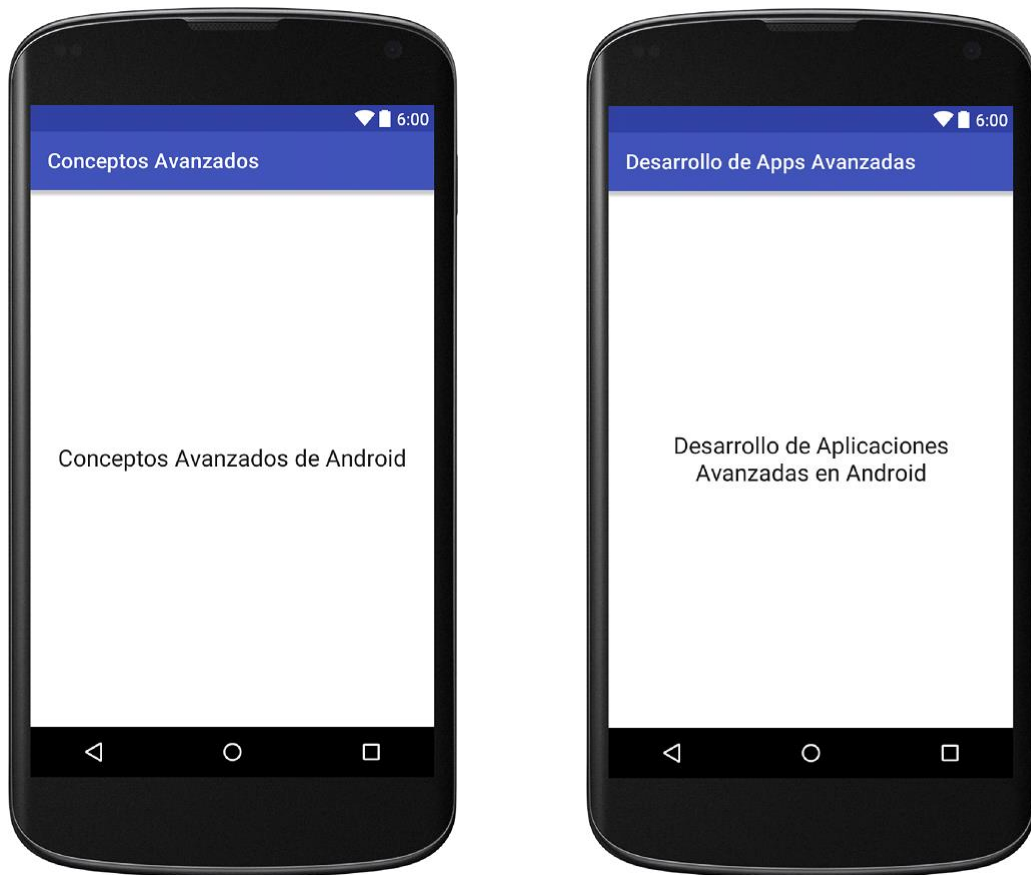 6:00
Conceptos Avanzados
Conceptos Avanzados de Android
6:00
Desarrollo de Apps Avanzadas
Desarrollo de Aplicaciones
Avanzadas en Android